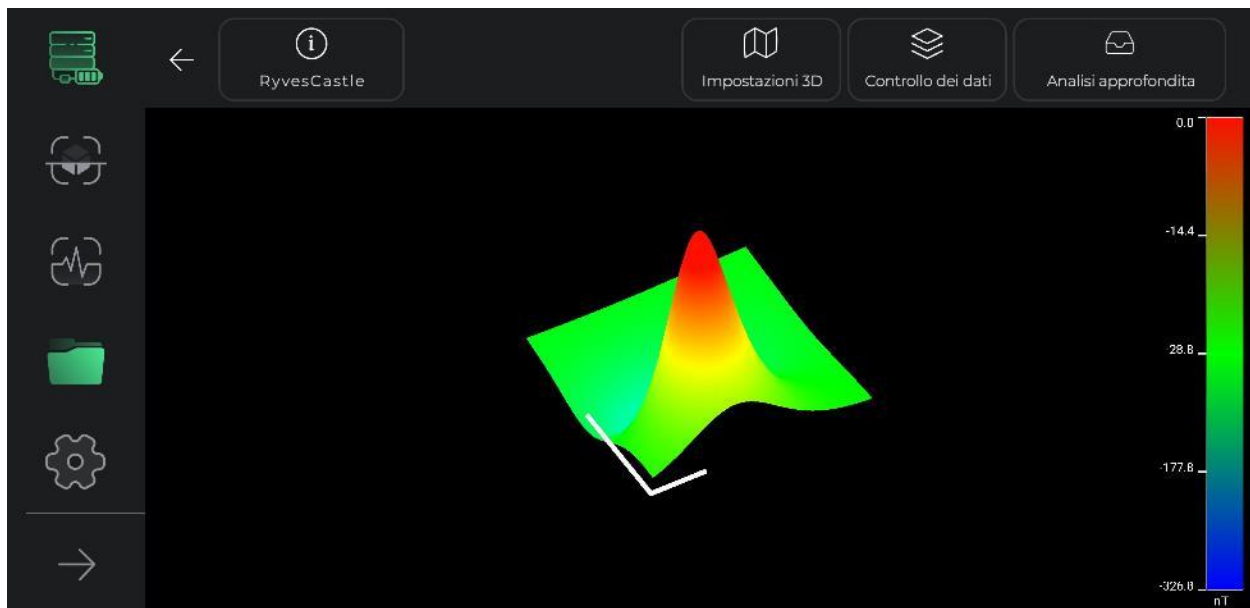 RyvesCastle
Impostazioni 3D
Controllo dei dati
Analisi approfondita
0.0
-14.4
28.8
-177.8
-326.0
nT